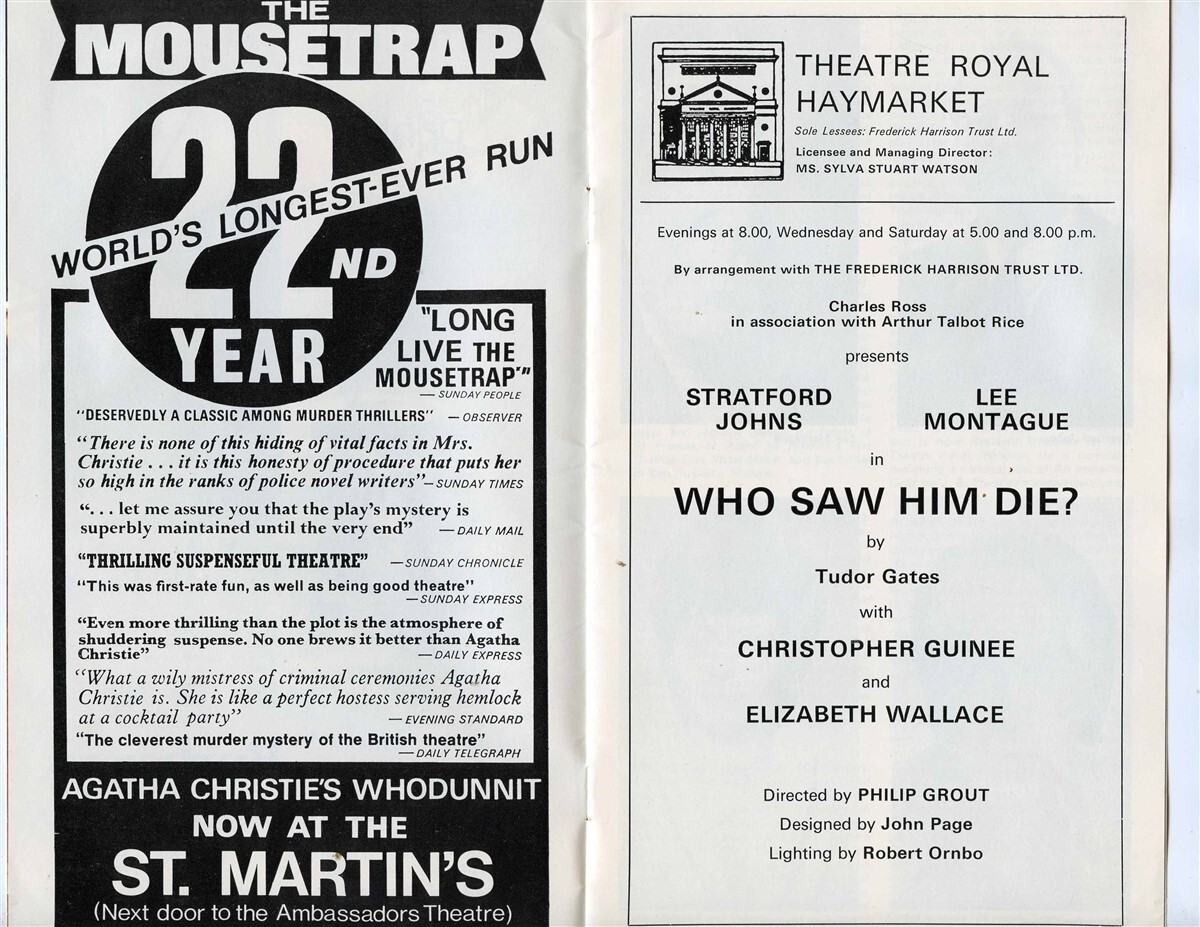 THE
MOUSETRAP
22
ND
WORLD'S LONGEST-EVER RUN
YEAR
"LONG
LIVE THE
MOUSETRAP'"
— SUNDAY PEOPLE
"DESERVEDLY A CLASSIC AMONG MURDER THRILLERS" — OBSERVER
"There is none of this hiding of vital facts in Mrs.
Christie . . . it is this honesty of procedure that puts her
so high in the ranks of police novel writers"— SUNDAY TIMES
". . . let me assure you that the play's mystery is
superbly maintained until the very end" — DAILY MAIL
"THRILLING SUSPENSEFUL THEATRE" — SUNDAY CHRONICLE
"This was first-rate fun, as well as being good theatre"
— SUNDAY EXPRESS
"Even more thrilling than the plot is the atmosphere of
shuddering suspense. No one brews it better than Agatha
Christie" — DAILY EXPRESS
"What a wily mistress of criminal ceremonies Agatha
Christie is. She is like a perfect hostess serving hemlock
at a cocktail party" — EVENING STANDARD
"The cleverest murder mystery of the British theatre"
— DAILY TELEGRAPH
AGATHA CHRISTIE'S WHODUNNIT
NOW AT THE
ST. MARTIN'S
(Next door to the Ambassadors Theatre)
THEATRE ROYAL
HAYMARKET
Sole Lessees: Frederick Harrison Trust Ltd.
Licensee and Managing Director:
MS. SYLVA STUART WATSON
Evenings at 8.00, Wednesday and Saturday at 5.00 and 8.00 p.m.
By arrangement with THE FREDERICK HARRISON TRUST LTD.
Charles Ross
in association with Arthur Talbot Rice
presents
STRATFORD JOHNS
LEE MONTAGUE
in
WHO SAW HIM DIE?
by
Tudor Gates
with
CHRISTOPHER GUINEE
and
ELIZABETH WALLACE
Directed by PHILIP GROUT
Designed by John Page
Lighting by Robert Ornbo